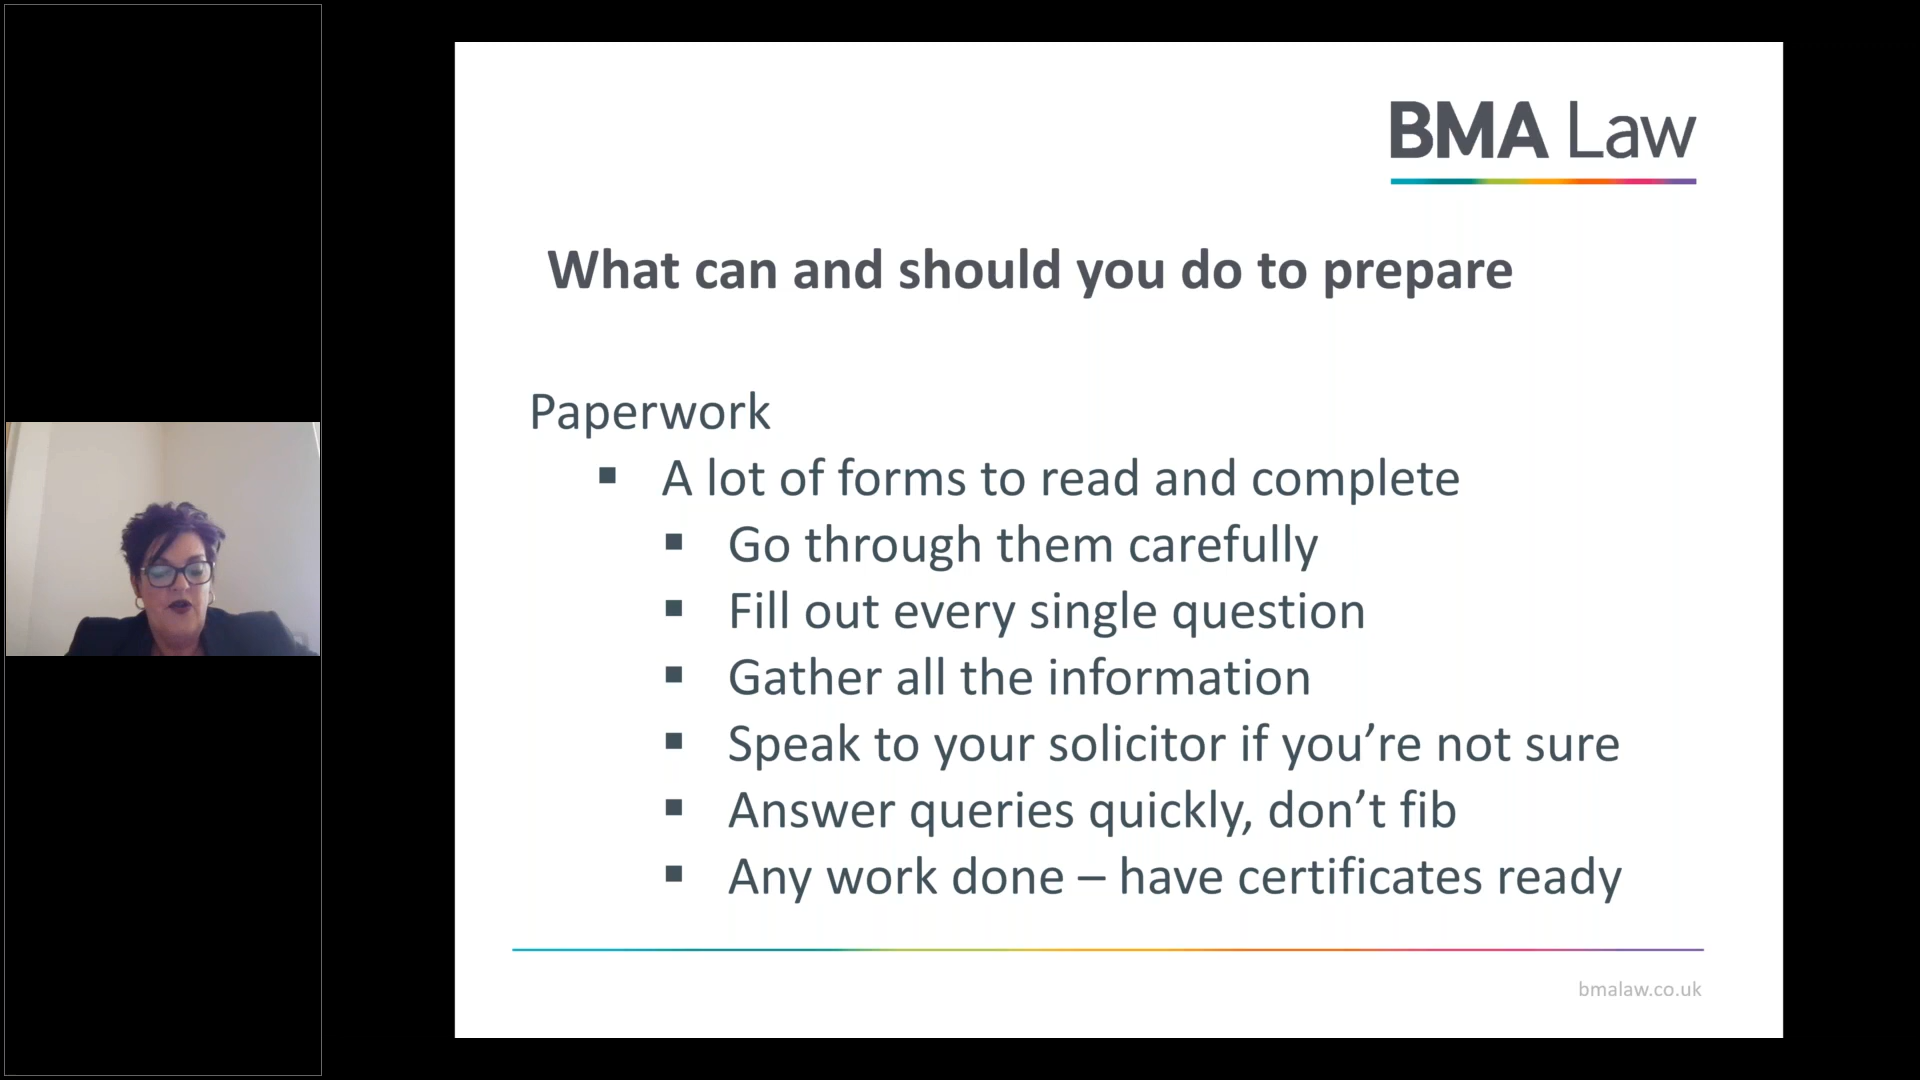 BMA Law
What can and should you do to prepare
Paperwork
▪ A lot of forms to read and complete
▪ Go through them carefully
▪ Fill out every single question
▪ Gather all the information
▪ Speak to your solicitor if you’re not sure
▪ Answer queries quickly, don’t fib
▪ Any work done – have certificates ready
bmalaw.co.uk